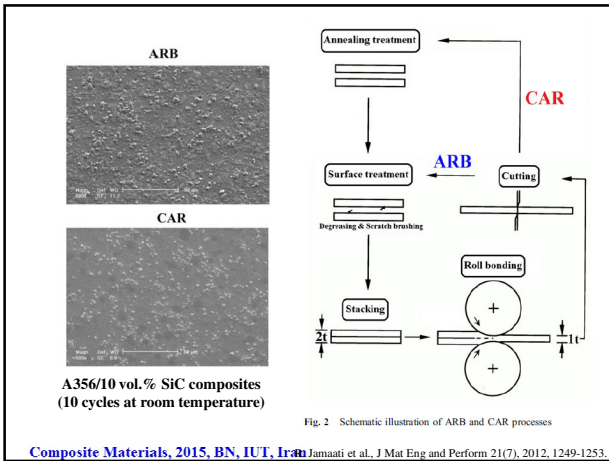 ARB
CAR
A356/10 vol.% SiC composites
(10 cycles at room temperature)
Annealing treatment
CAR
ARB
Surface treatment
Cutting
Degreasing & Scratch brushing
Roll bonding
Stacking
2t
1t
Fig. 2 Schematic illustration of ARB and CAR processes
Composite Materials, 2015, BN, IUT, Iran
Jamaati et al., J Mat Eng and Perform 21(7), 2012, 1249-1253.